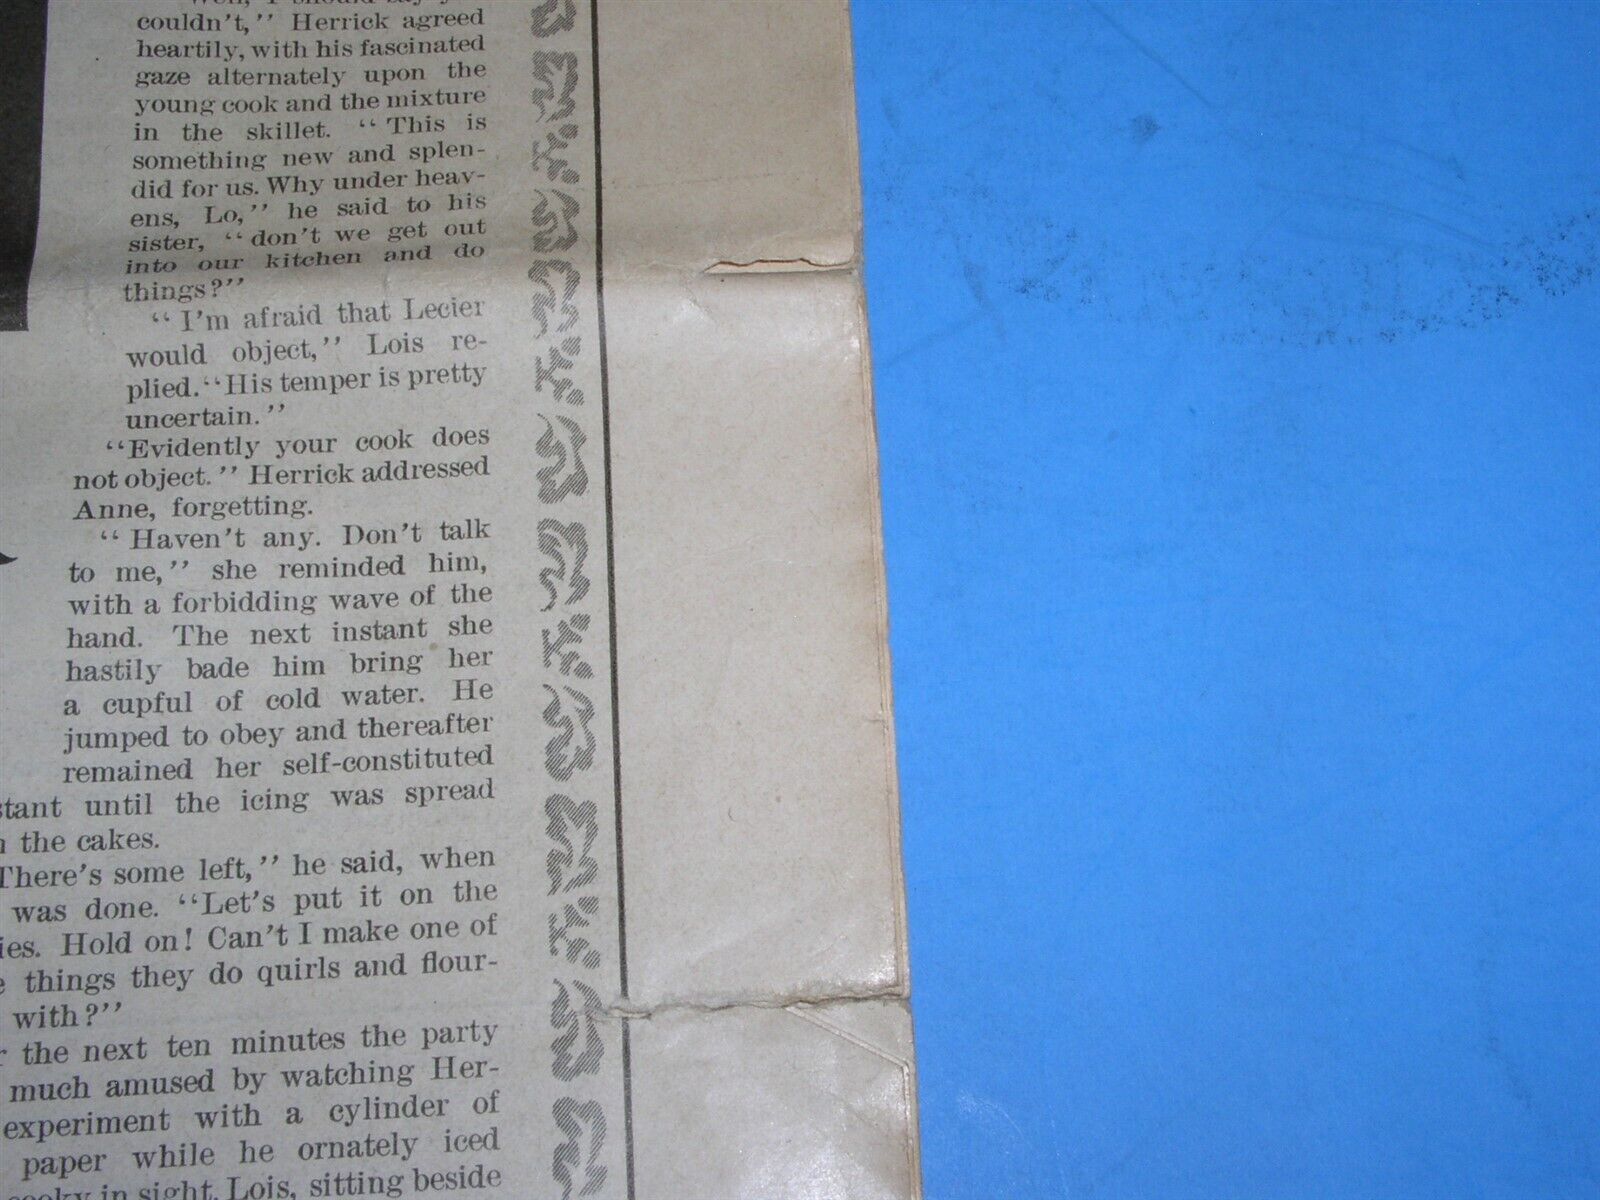 couldn't," Herrick agreed
heartily, with his fascinated
gaze alternately upon the
young cook and the mixture
in the skillet. "This is
something new and splen-
did for us. Why under heav-
ens, Lo," he said to his
sister, "don't we get out
into our kitchen and do
things?"
"I'm afraid that Lecier
would object," Lois re-
plied. "His temper is pretty
uncertain."
"Evidently your cook does
not object." Herrick addressed
Anne, forgetting.
"Haven't any. Don't talk
to me," she reminded him,
with a forbidding wave of the
hand. The next instant she
hastily bade him bring her
a cupful of cold water. He
jumped to obey and thereafter
remained her self-constituted
stant until the icing was spread
the cakes.
There's some left," he said, when
was done. "Let's put it on the
ies. Hold on! Can't I make one of
things they do quirls and flour-
with?"
the next ten minutes the party
much amused by watching Her-
experiment with a cylinder of
paper while he ornately iced
cooky in sight. Lois, sitting beside